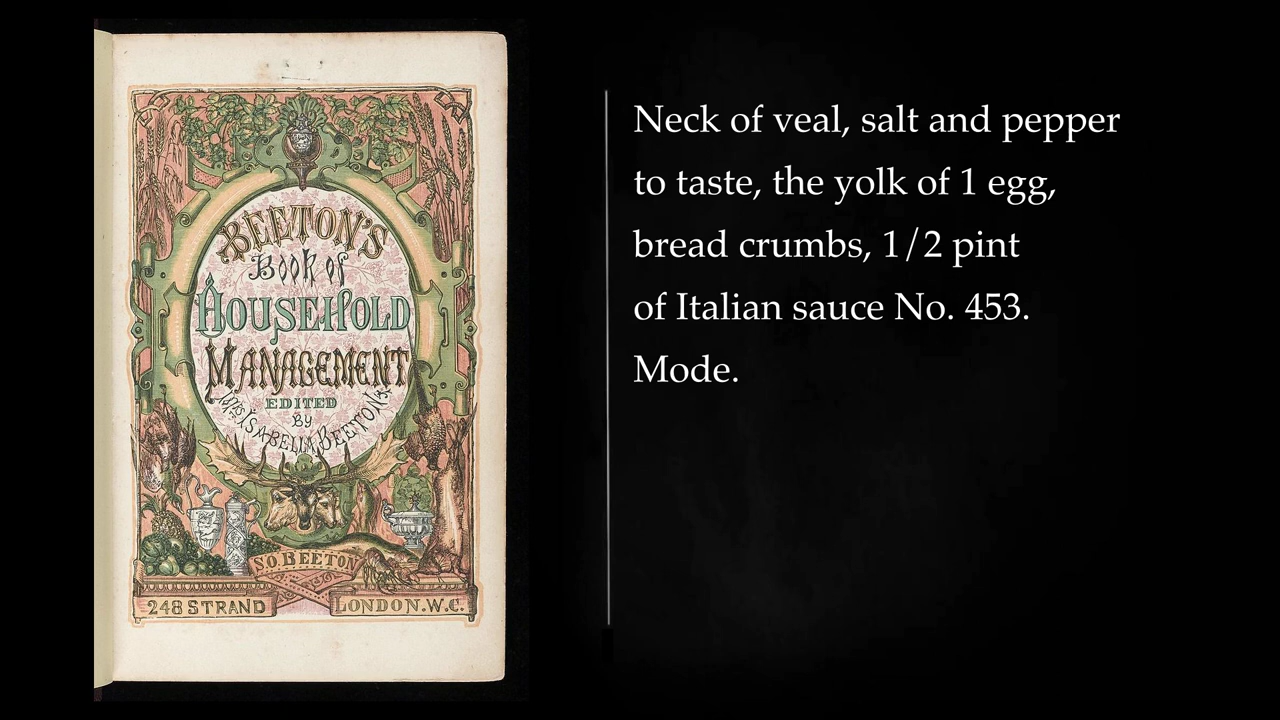 BEETON'S
Book of
HOUSEHOLD
MANAGEMENT
EDITED
BY
MRS ISABELLA BEETON
S.O. BEETON
248 STRAND
LONDON. W.C.
Neck of veal, salt and pepper
to taste, the yolk of 1 egg,
bread crumbs, 1/2 pint
of Italian sauce No. 453.
Mode.